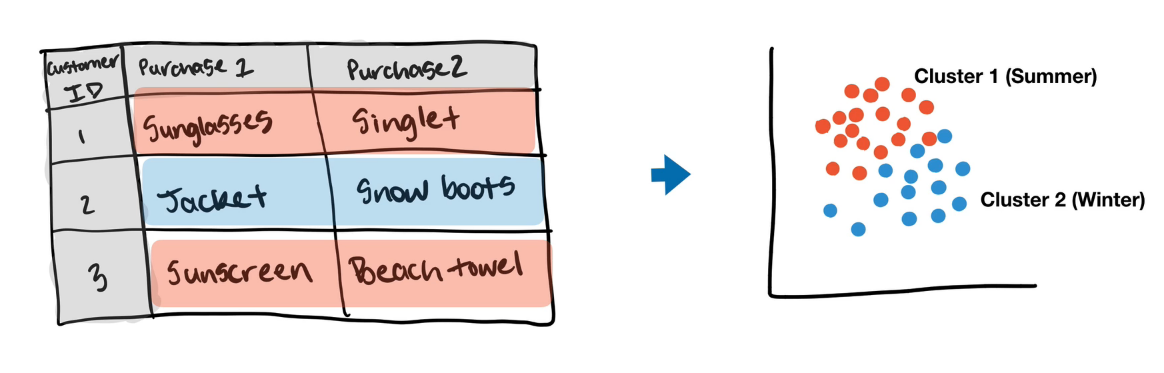 Customer ID
Purchase 1
Purchase 2
1
Sunglasses
Singlet
2
Jacket
Snow boots
3
Sunscreen
Beach towel
Cluster 1 (Summer)
Cluster 2 (Winter)